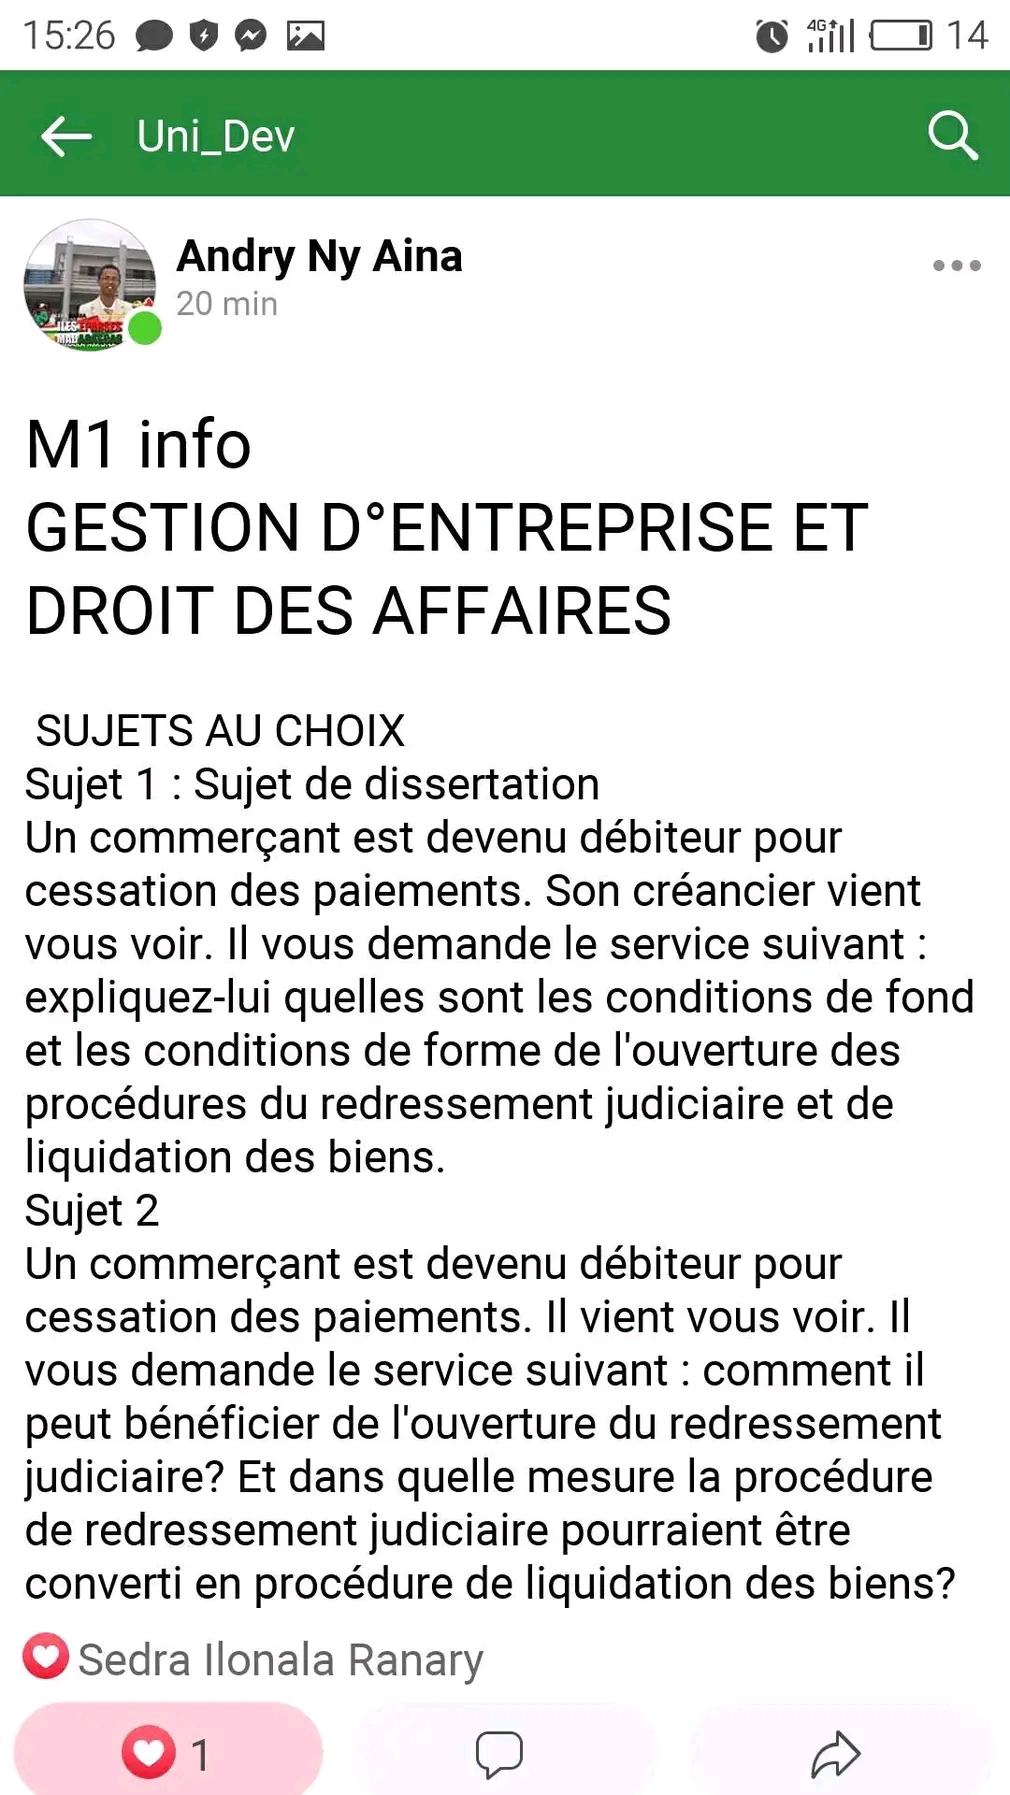 15:26 4G 14
Uni_Dev
Andry Ny Aina
20 min
ILES EPARSES
M1 info
GESTION D°ENTREPRISE ET
DROIT DES AFFAIRES
SUJETS AU CHOIX
Sujet 1 : Sujet de dissertation
Un commerçant est devenu débiteur pour
cessation des paiements. Son créancier vient
vous voir. Il vous demande le service suivant :
expliquez-lui quelles sont les conditions de fond
et les conditions de forme de l'ouverture des
procédures du redressement judiciaire et de
liquidation des biens.
Sujet 2
Un commerçant est devenu débiteur pour
cessation des paiements. Il vient vous voir. Il
vous demande le service suivant : comment il
peut bénéficier de l'ouverture du redressement
judiciaire? Et dans quelle mesure la procédure
de redressement judiciaire pourraient être
converti en procédure de liquidation des biens?
Sedra Ilonala Ranary
1